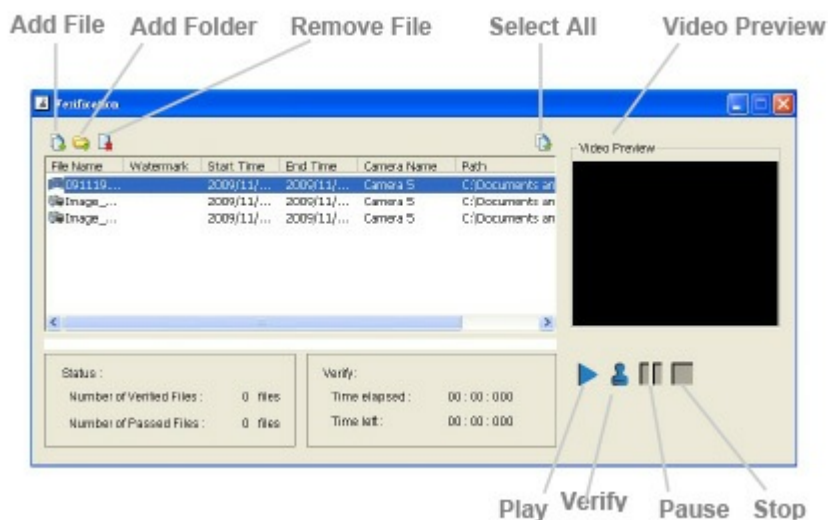 Add File Add Folder Remove File Select All Video Preview
Verification
File Name Watermark Start Time End Time Camera Name Path
091119... 2009/11/... 2009/11/... Camera 5 C:\Documents an
Image_... 2009/11/... 2009/11/... Camera 5 C:\Documents an
Image_... 2009/11/... 2009/11/... Camera 5 C:\Documents an
Video Preview
Status :
Number of Verified Files : 0 files
Number of Passed Files : 0 files
Verify :
Time elapsed : 00 : 00 : 000
Time left : 00 : 00 : 000
Play Verify Pause Stop